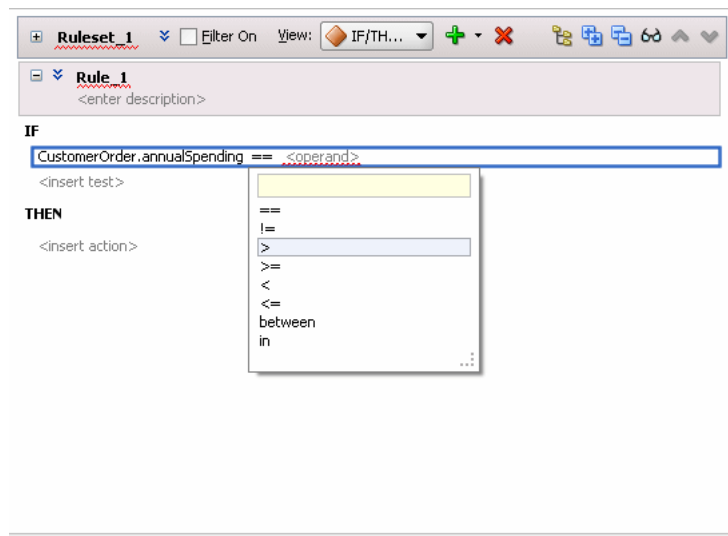 Ruleset_1 Filter On View: IF/TH...
Rule_1
<enter description>
IF
CustomerOrder.annualSpending == <operand>
<insert test>
==
!=
>
>=
<
<=
between
in
THEN
<insert action>